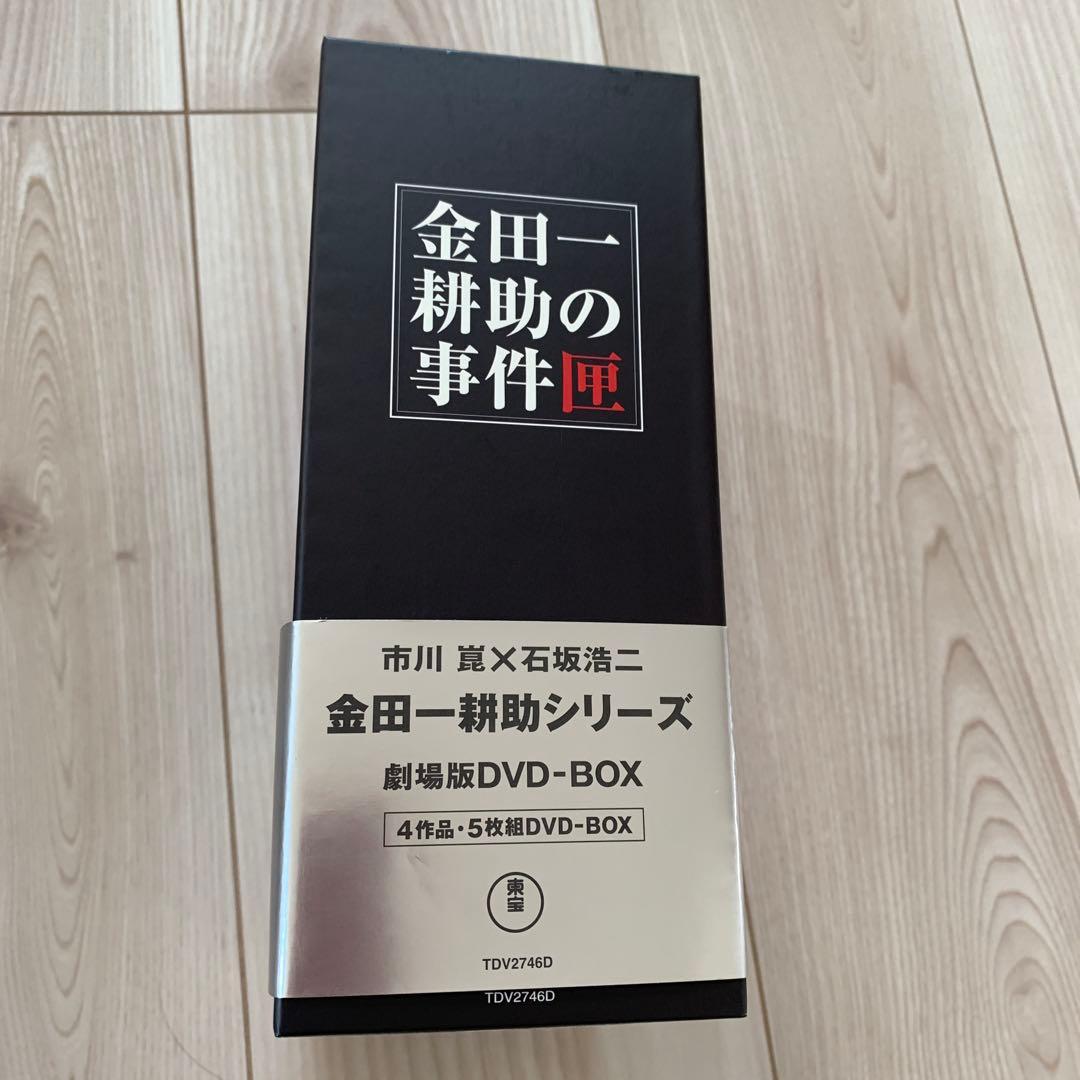 金田一
耕助の
事件匣
市川 崑×石坂浩二
金田一耕助シリーズ
劇場版DVD-BOX
4作品・5枚組DVD-BOX
東宝
TDV2746D
TDV2746D